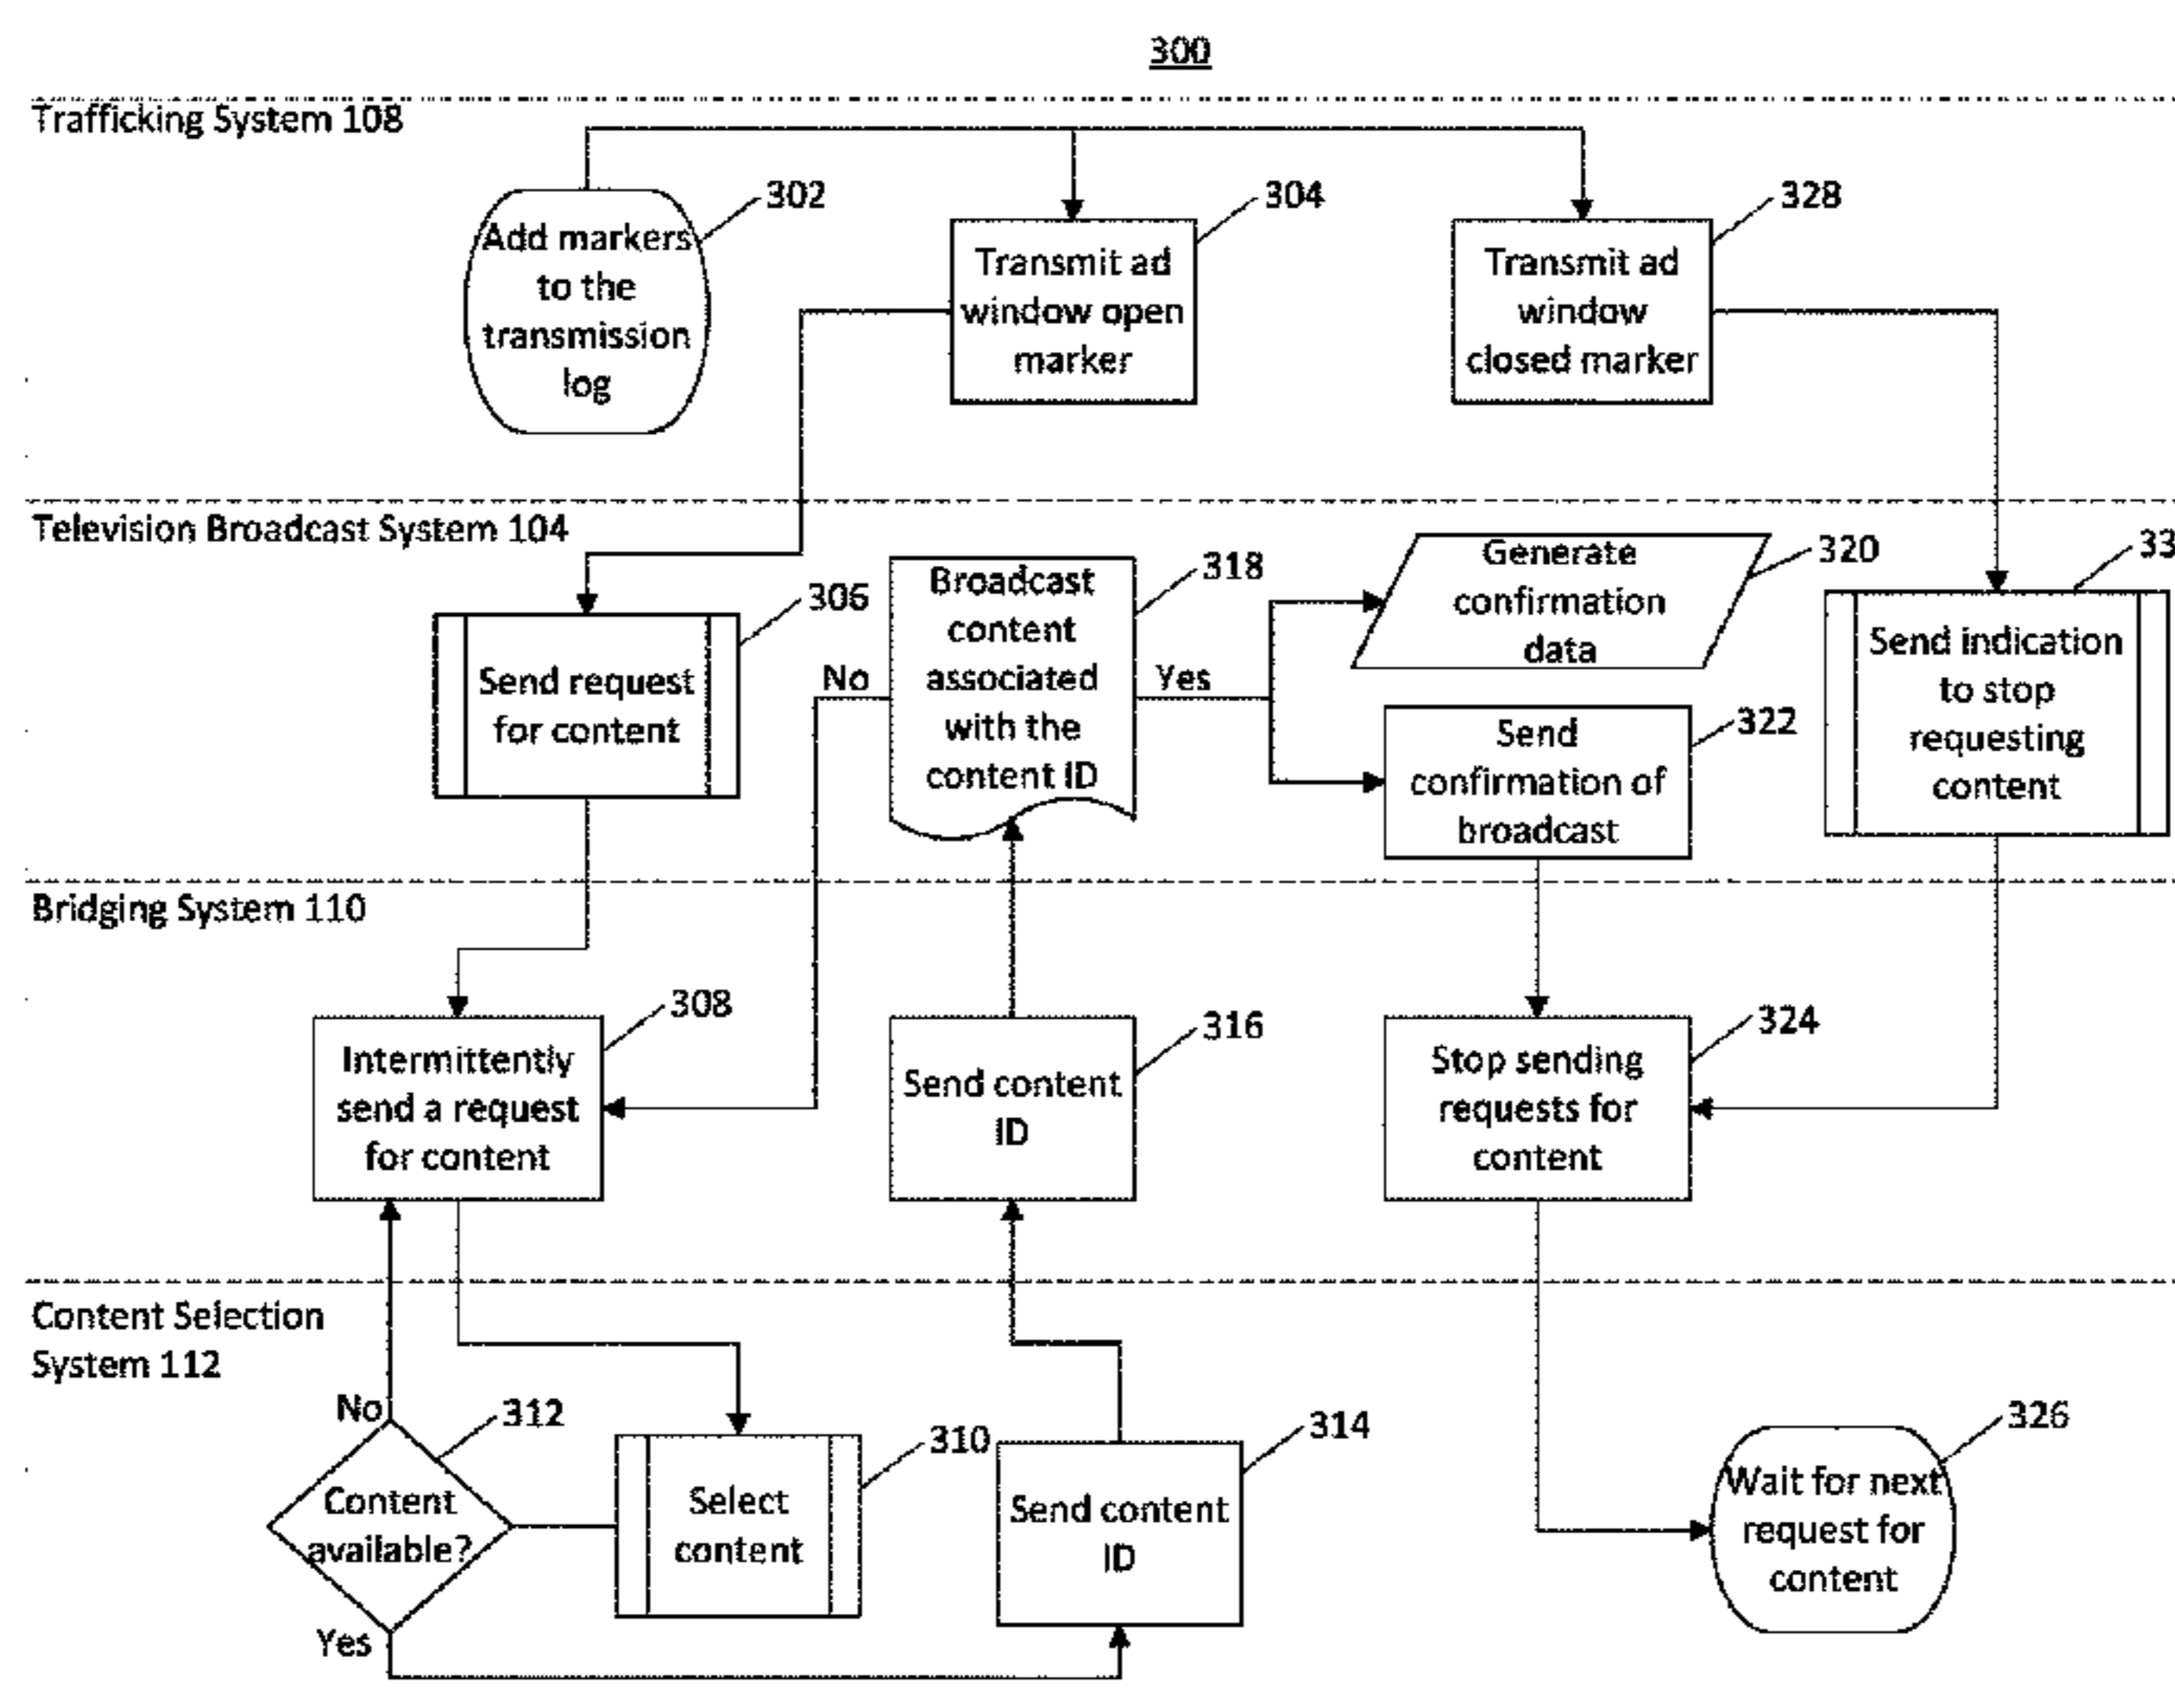 300
Trafficking System 108
302
Add markers
to the
transmission
log
304
Transmit ad
window open
marker
328
Transmit ad
window
closed marker
Television Broadcast System 104
306
Send request
for content
No
318
Broadcast
content
associated
with the
content ID
Yes
320
Generate
confirmation
data
322
Send
confirmation of
broadcast
33
Send indication
to stop
requesting
content
Bridging System 110
308
Intermittently
send a request
for content
316
Send content
ID
324
Stop sending
requests for
content
Content Selection
System 112
No
312
Content
available?
Yes
310
Select
content
314
Send content
ID
326
Wait for next
request for
content